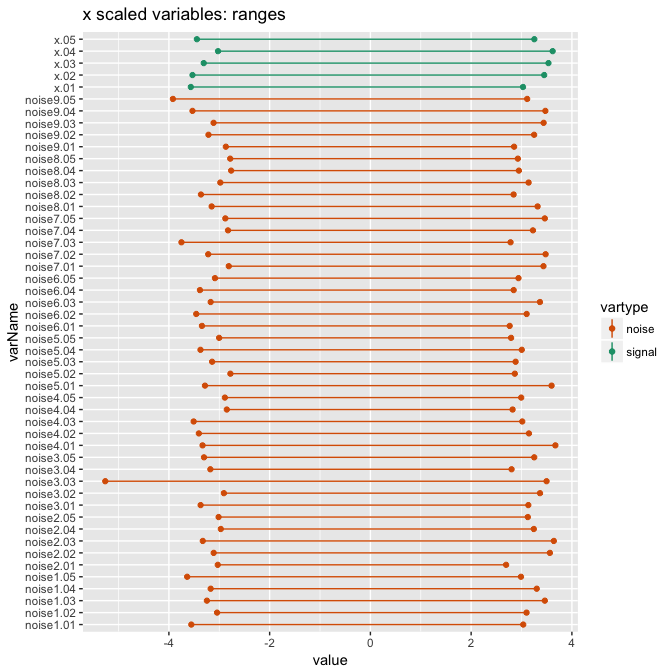 x scaled variables: ranges
x.05
x.04
x.03
x.02
x.01
noise9.05
noise9.04
noise9.03
noise9.02
noise9.01
noise8.05
noise8.04
noise8.03
noise8.02
noise8.01
noise7.05
noise7.04
noise7.03
noise7.02
noise7.01
noise6.05
noise6.04
noise6.03
noise6.02
noise6.01
noise5.05
noise5.04
noise5.03
noise5.02
noise5.01
noise4.05
noise4.04
noise4.03
noise4.02
noise4.01
noise3.05
noise3.04
noise3.03
noise3.02
noise3.01
noise2.05
noise2.04
noise2.03
noise2.02
noise2.01
noise1.05
noise1.04
noise1.03
noise1.02
noise1.01
varName
-4 -2 0 2 4
value
vartype
noise
signal